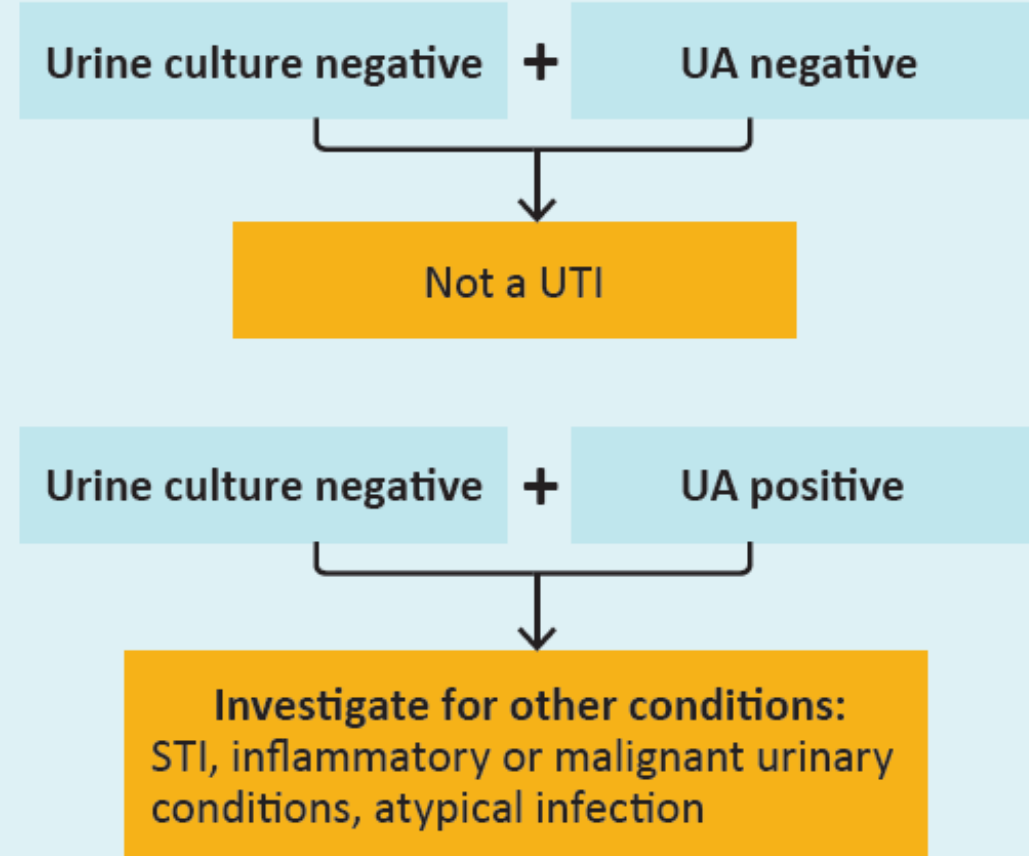 Urine culture negative + UA negative
Not a UTI
Urine culture negative + UA positive
Investigate for other conditions:
STI, inflammatory or malignant urinary
conditions, atypical infection